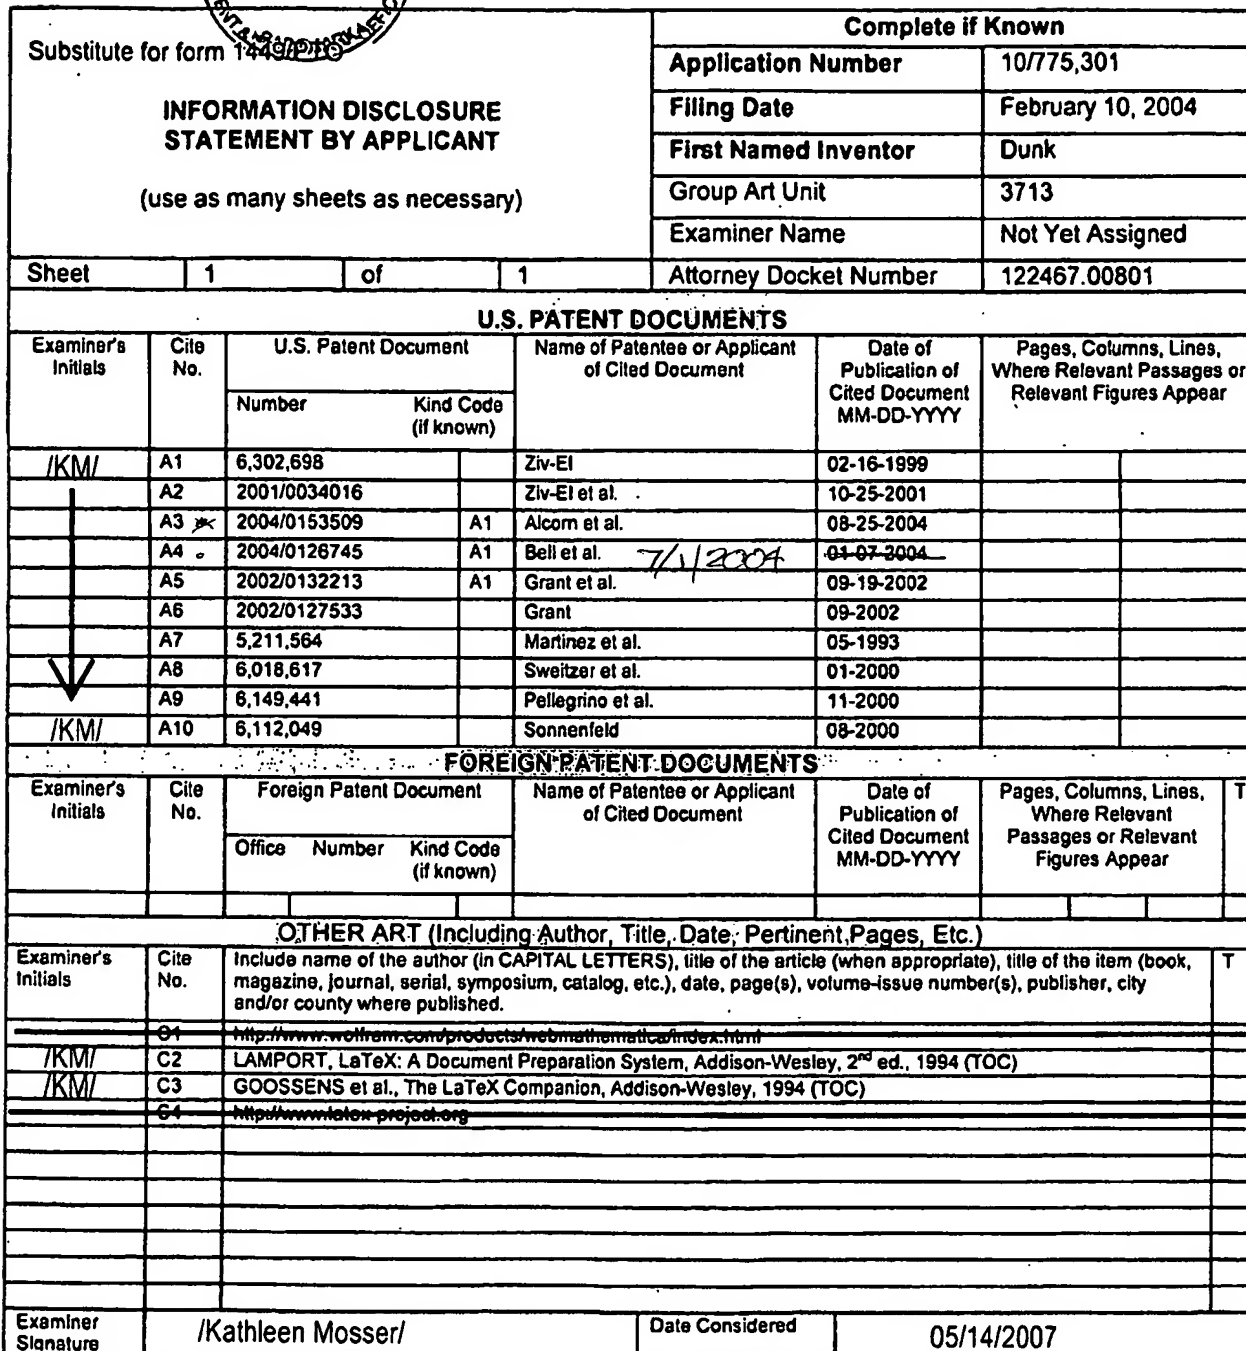 Substitute for form 1449/PTO
INFORMATION DISCLOSURE
STATEMENT BY APPLICANT
(use as many sheets as necessary)
Sheet 1 of 1
Complete if Known
Application Number 10/775,301
Filing Date February 10, 2004
First Named Inventor Dunk
Group Art Unit 3713
Examiner Name Not Yet Assigned
Attorney Docket Number 122467.00801
U.S. PATENT DOCUMENTS
Examiner's Initials Cite No. U.S. Patent Document Number Kind Code (if known) Name of Patentee or Applicant of Cited Document Date of Publication of Cited Document MM-DD-YYYY Pages, Columns, Lines, Where Relevant Passages or Relevant Figures Appear
/KM/ A1 6,302,698 Ziv-El 02-16-1999
A2 2001/0034016 Ziv-El et al. 10-25-2001
A3 2004/0153509 A1 Alcorn et al. 08-25-2004
A4 2004/0126745 A1 Bell et al. 7/1/2004 01-07-2004
A5 2002/0132213 A1 Grant et al. 09-19-2002
A6 2002/0127533 Grant 09-2002
A7 5,211,564 Martinez et al. 05-1993
A8 6,018,617 Sweitzer et al. 01-2000
A9 6,149,441 Pellegrino et al. 11-2000
/KM/ A10 6,112,049 Sonnenfeld 08-2000
FOREIGN PATENT DOCUMENTS
Examiner's Initials Cite No. Foreign Patent Document Office Number Kind Code (if known) Name of Patentee or Applicant of Cited Document Date of Publication of Cited Document MM-DD-YYYY Pages, Columns, Lines, Where Relevant Passages or Relevant Figures Appear T
OTHER ART (Including Author, Title, Date, Pertinent Pages, Etc.)
Examiner's Initials Cite No. Include name of the author (in CAPITAL LETTERS), title of the article (when appropriate), title of the item (book, magazine, journal, serial, symposium, catalog, etc.), date, page(s), volume-issue number(s), publisher, city and/or county where published. T
C1 http://www.wolfram.com/products/webmathematica/index.html
/KM/ C2 LAMPORT, LaTeX: A Document Preparation System, Addison-Wesley, 2nd ed., 1994 (TOC)
/KM/ C3 GOOSSENS et al., The LaTeX Companion, Addison-Wesley, 1994 (TOC)
C4 http://www.latex-project.org
Examiner Signature /Kathleen Mosser/ Date Considered 05/14/2007